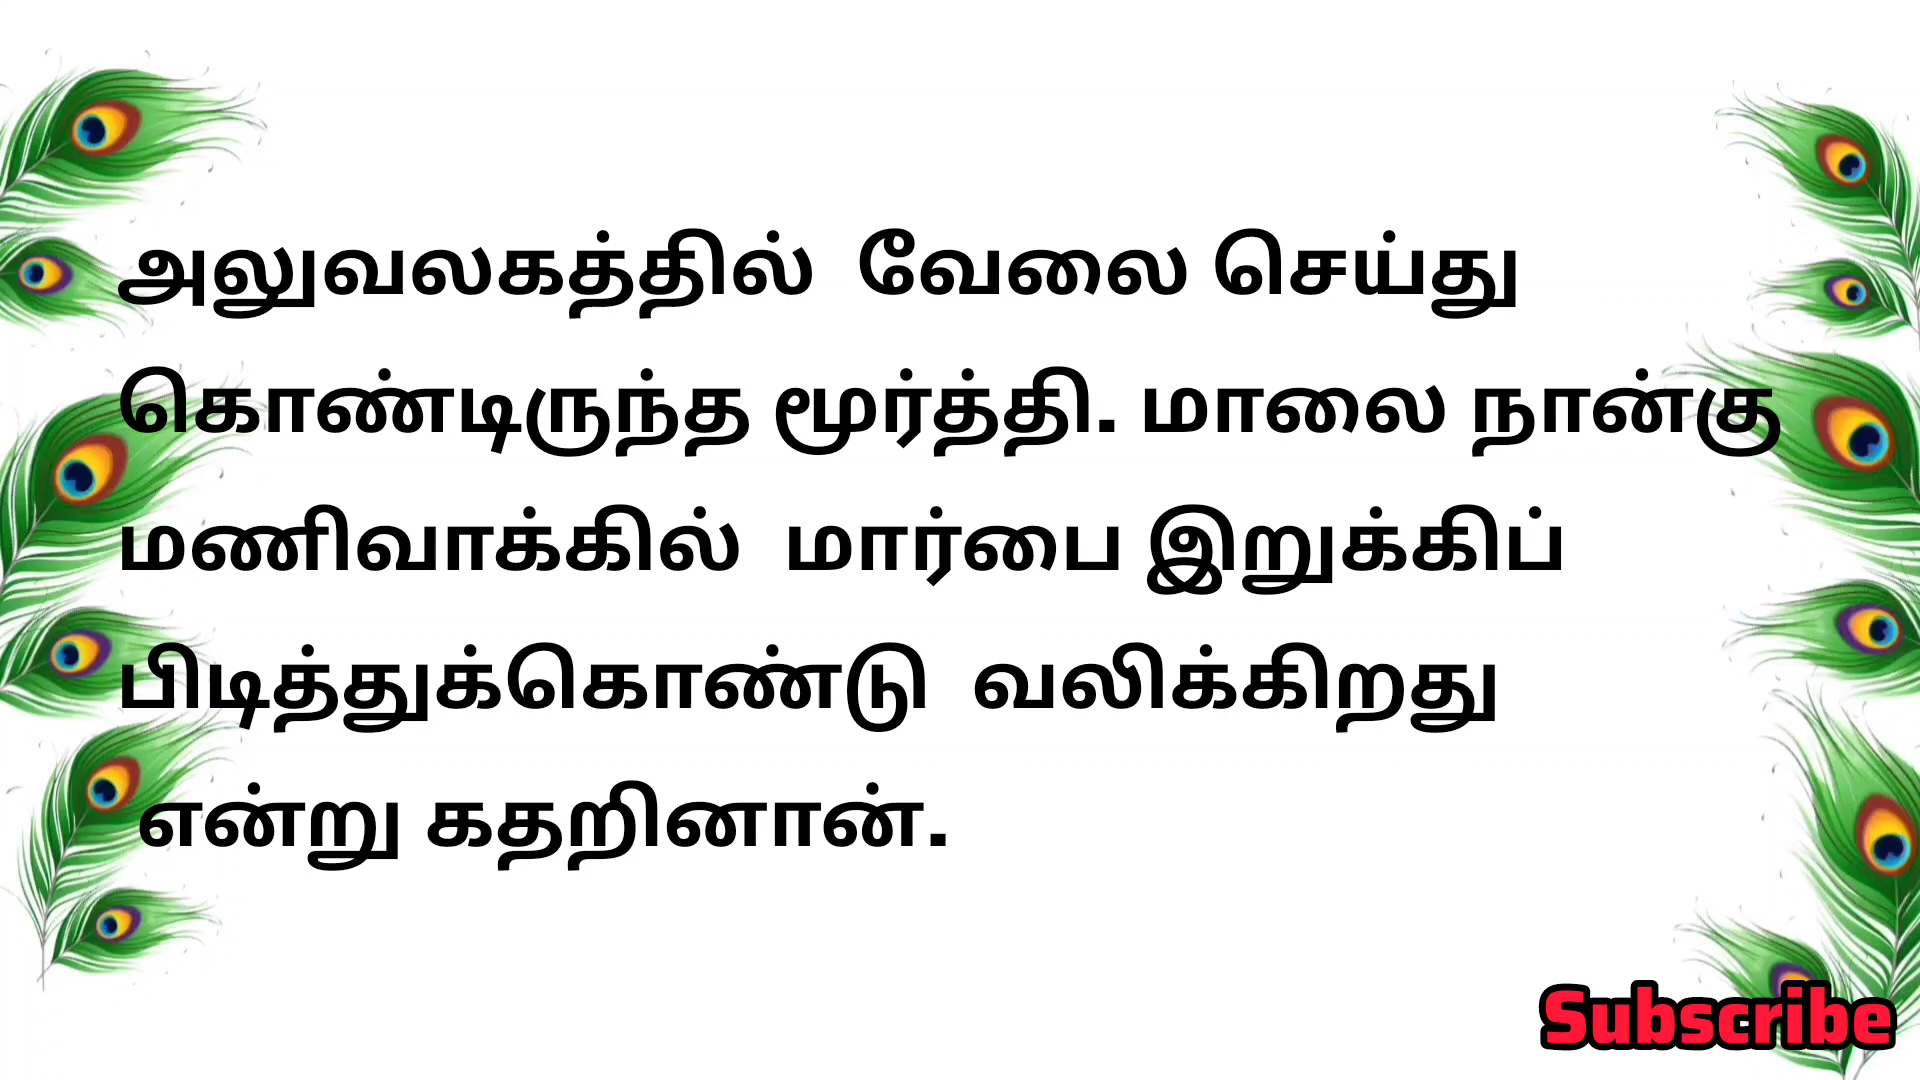 அலுவலகத்தில் வேலை செய்து
கொண்டிருந்த மூர்த்தி. மாலை நான்கு
மணிவாக்கில் மார்பை இறுக்கிப்
பிடித்துக்கொண்டு வலிக்கிறது
என்று கதறினான்.
Subscribe